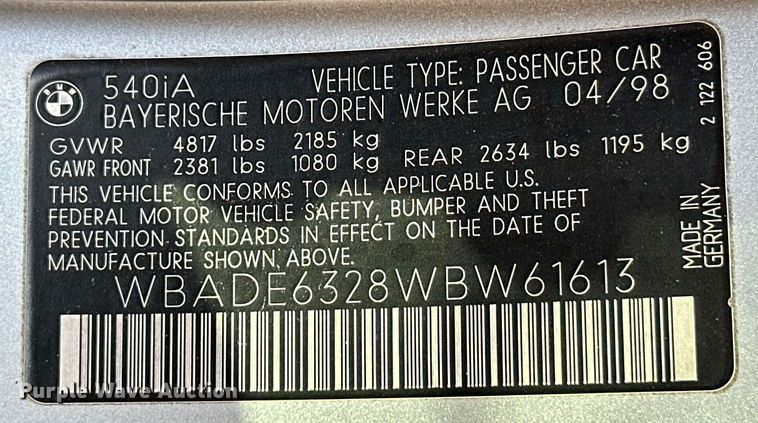 BMW
540iA VEHICLE TYPE: PASSENGER CAR
BAYERISCHE MOTOREN WERKE AG 04/98
GVWR 4817 lbs 2185 kg
GAWR FRONT 2381 lbs 1080 kg REAR 2634 lbs 1195 kg
THIS VEHICLE CONFORMS TO ALL APPLICABLE U.S.
FEDERAL MOTOR VEHICLE SAFETY, BUMPER AND THEFT
PREVENTION STANDARDS IN EFFECT ON THE DATE OF
MANUFACTURE SHOWN ABOVE.
WBADE6328WBW61613
2 122 606
MADE IN
GERMANY
Purple Wave Auction